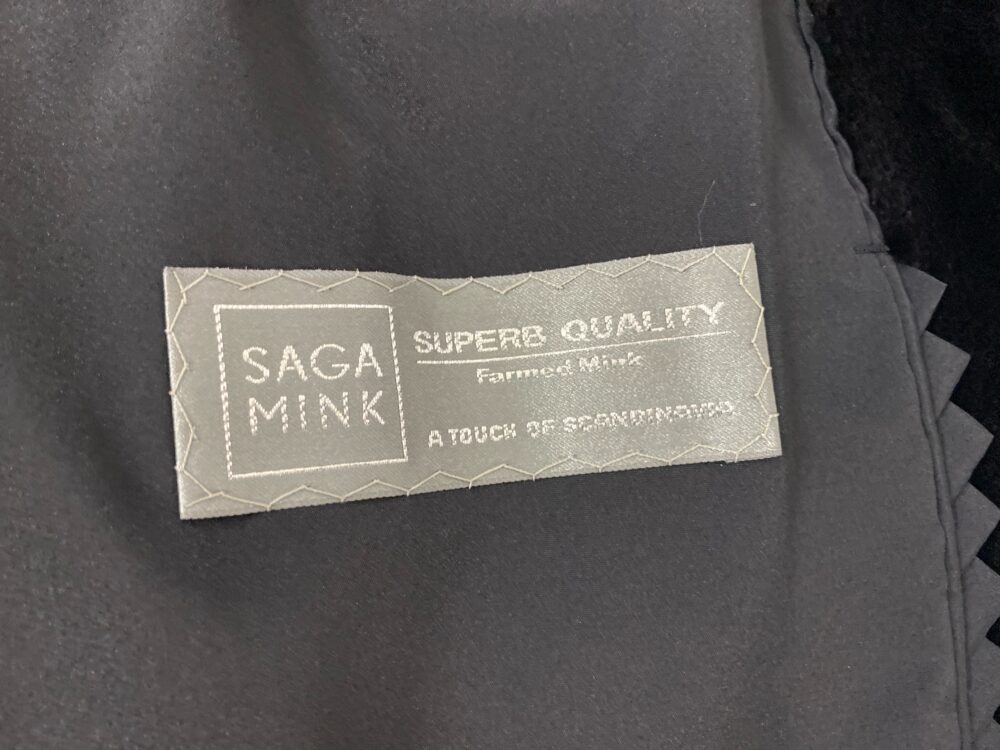 SAGA
MINK
SUPERB QUALITY
Farmed Mink
A TOUCH OF SCANDINAVIA